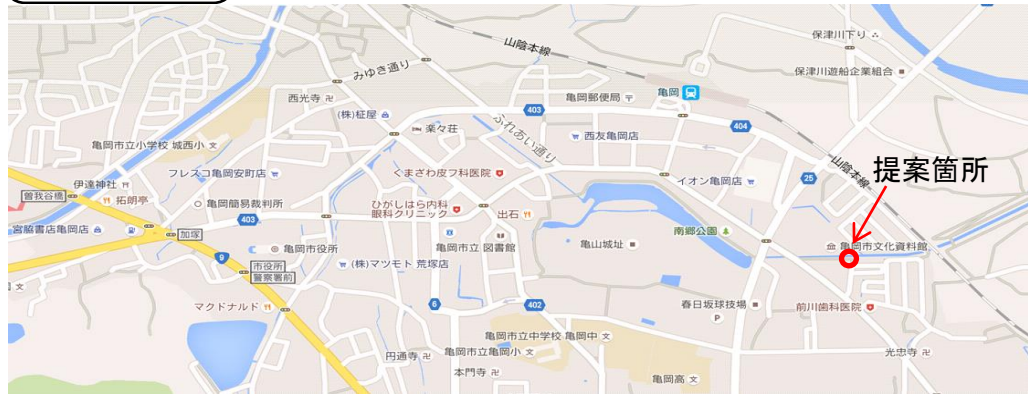 保津川下り
山陰本線
保津川遊船企業組合
みゆき通り
西光寺
亀岡郵便局
亀岡
(株)柾屋
403
ふれあい通り
404
楽々荘
西友亀岡店
亀岡市立小学校 城西小
山陰本線
提案箇所
フレスコ亀岡安町店
くまざわ皮フ科医院
イオン亀岡店
25
伊達神社
曽我谷橋
拓朗亭
亀岡簡易裁判所
ひがしはら内科
眼科クリニック
出石
403
宮脇書店亀岡店
加塚
南郷公園
亀岡市役所
亀岡市立 図書館
亀山城址
亀岡市文化資料館
9
市役所
警察署前
(株)マツモト 荒塚店
マクドナルド
6
402
春日坂球技場
P
前川歯科医院
亀岡市立中学校 亀岡中
円通寺
亀岡市立亀岡小
光忠寺
本門寺
亀岡高